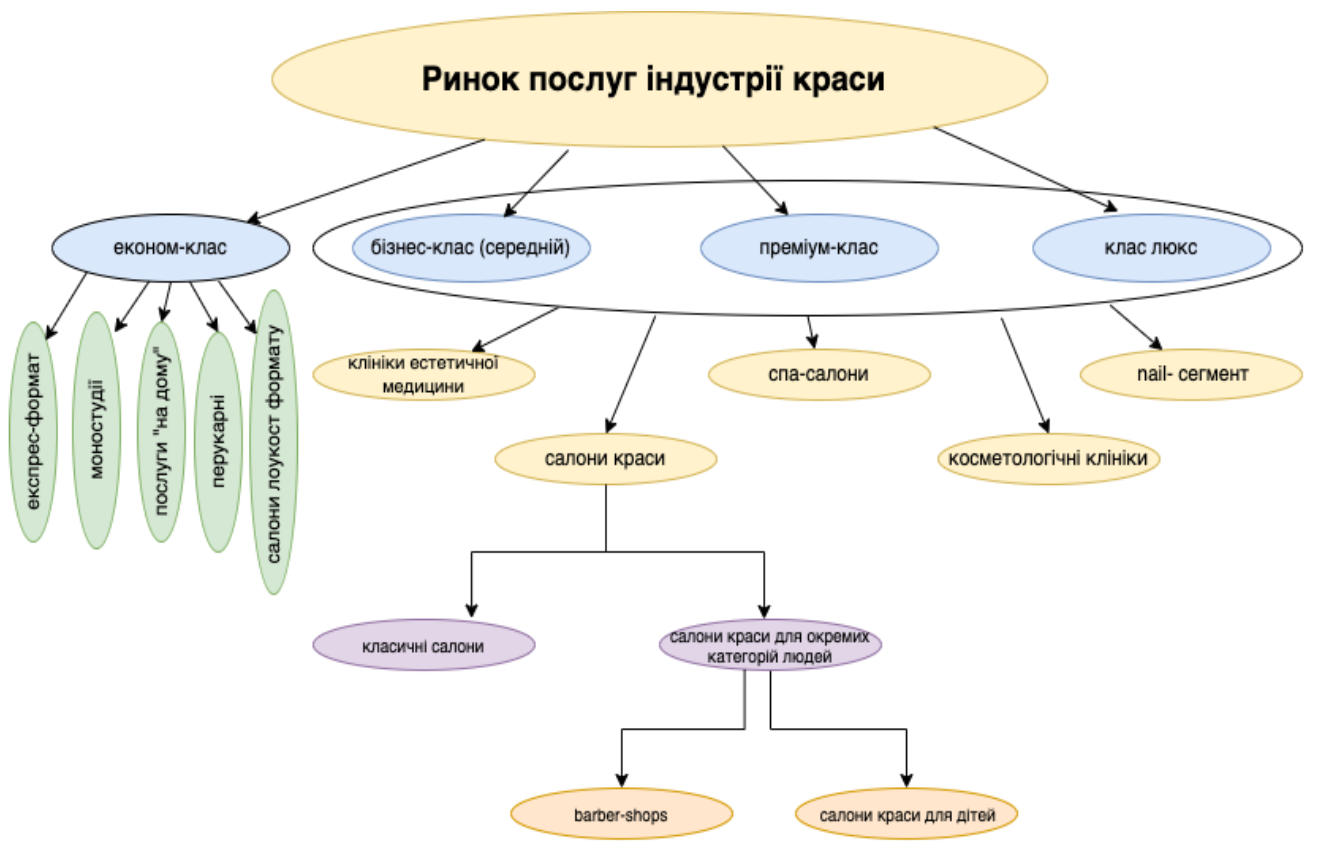 Ринок послуг індустрії краси
економ-клас
бізнес-клас (середній)
преміум-клас
клас люкс
експрес-формат
моностудії
послуги "на дому"
перукарні
салони лоукост формату
клініки естетичної
медицини
спа-салони
nail- сегмент
салони краси
косметологічні клініки
класичні салони
салони краси для окремих
категорій людей
barber-shops
салони краси для дітей